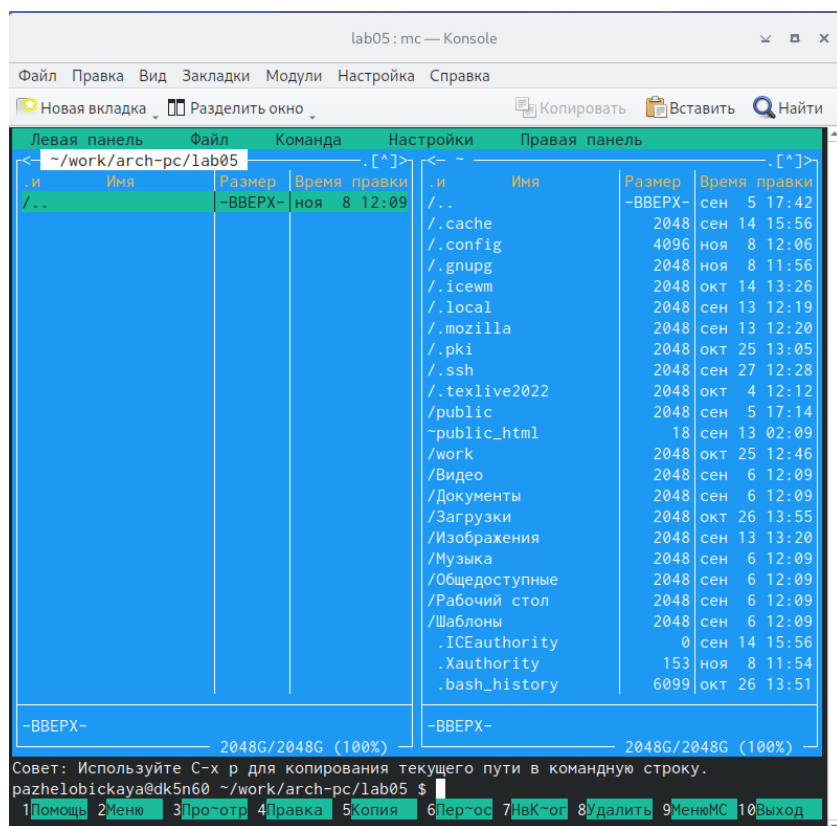 lab05 : mc — Konsole
Файл Правка Вид Закладки Модули Настройка Справка
Новая вкладка Разделить окно Копировать Вставить Найти
Левая панель Файл Команда Настройки Правая панель
<— ~/work/arch-pc/lab05 .[^]> <— ~ .[^]>
.и Имя Размер Время правки .и Имя Размер Время правки
/.. -ВВЕРХ- ноя 8 12:09 /.. -ВВЕРХ- сен 5 17:42
/.cache 2048 сен 14 15:56
/.config 4096 ноя 8 12:06
/.gnupg 2048 ноя 8 11:56
/.icewm 2048 окт 14 13:26
/.local 2048 сен 13 12:19
/.mozilla 2048 сен 13 12:20
/.pki 2048 окт 25 13:05
/.ssh 2048 сен 27 12:28
/.texlive2022 2048 окт 4 12:12
/public 2048 сен 5 17:14
~public_html 18 сен 13 02:09
/work 2048 окт 25 12:46
/Видео 2048 сен 6 12:09
/Документы 2048 сен 6 12:09
/Загрузки 2048 окт 26 13:55
/Изображения 2048 сен 13 13:20
/Музыка 2048 сен 6 12:09
/Общедоступные 2048 сен 6 12:09
/Рабочий стол 2048 сен 6 12:09
/Шаблоны 2048 сен 6 12:09
.ICEauthority 0 сен 14 15:56
.Xauthority 153 ноя 8 11:54
.bash_history 6099 окт 26 13:51
-ВВЕРХ- -ВВЕРХ-
2048G/2048G (100%) 2048G/2048G (100%)
Совет: Используйте C-x p для копирования текущего пути в командную строку.
pazhelobickaya@dk5n60 ~/work/arch-pc/lab05 $
1Помощь 2Меню 3Про~отр 4Правка 5Копия 6Пер~ос 7НвК~ог 8Удалить 9МенюMC 10Выход